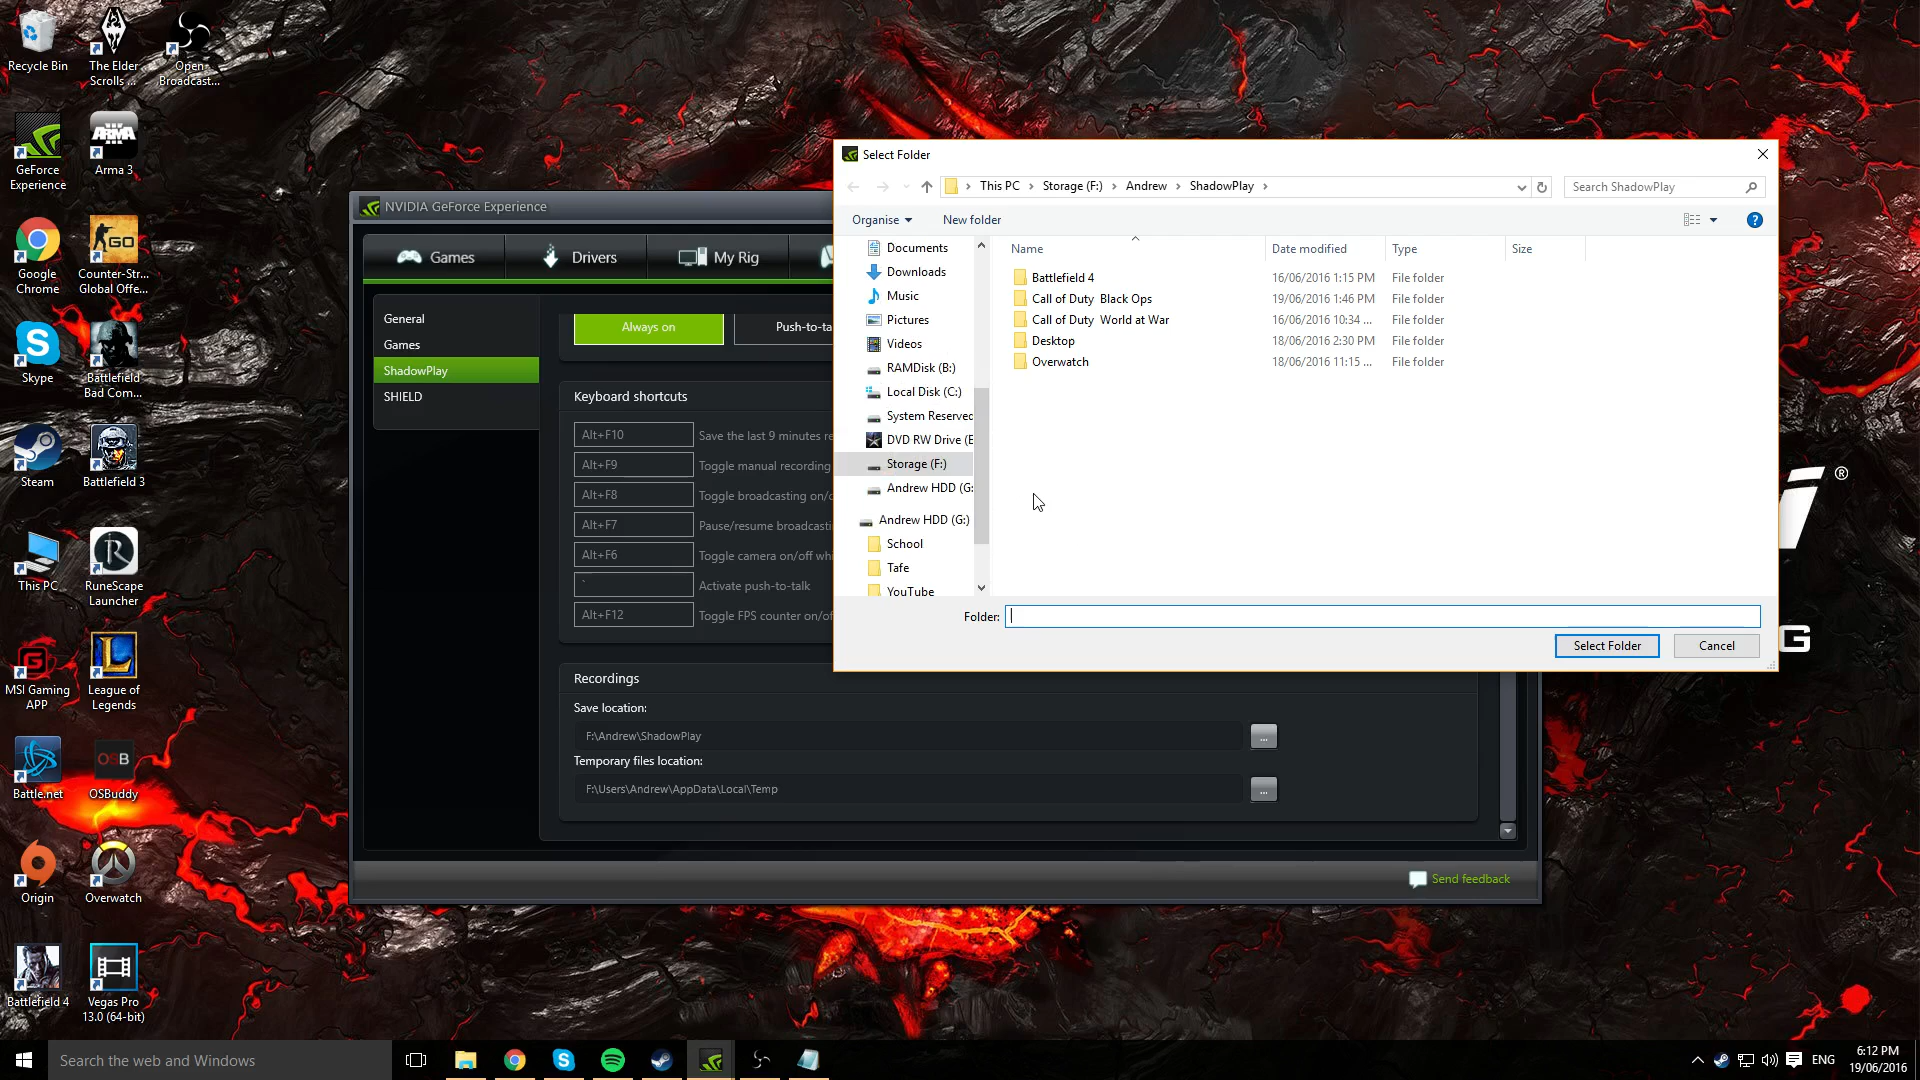 Recycle Bin
The Elder
Scrolls ...
Open
Broadcast...
GeForce
Experience
Arma 3
Google
Chrome
Counter-Str...
Global Offe...
Skype
Battlefield
Bad Com...
Steam
Battlefield 3
This PC
RuneScape
Launcher
MSI Gaming
APP
League of
Legends
Battle.net
OSBuddy
Origin
Overwatch
Battlefield 4
Vegas Pro
13.0 (64-bit)
NVIDIA GeForce Experience
Games
Drivers
My Rig
General
Games
ShadowPlay
SHIELD
Always on
Push-to-ta
Keyboard shortcuts
Alt+F10 Save the last 9 minutes re
Alt+F9 Toggle manual recording
Alt+F8 Toggle broadcasting on/o
Alt+F7 Pause/resume broadcasti
Alt+F6 Toggle camera on/off whi
` Activate push-to-talk
Alt+F12 Toggle FPS counter on/of
Recordings
Save location:
F:\Andrew\ShadowPlay
...
Temporary files location:
F:\Users\Andrew\AppData\Local\Temp
...
Send feedback
Select Folder
This PC > Storage (F:) > Andrew > ShadowPlay >
Search ShadowPlay
Organise
New folder
Documents
Downloads
Music
Pictures
Videos
RAMDisk (B:)
Local Disk (C:)
System Reserved
DVD RW Drive (E
Storage (F:)
Andrew HDD (G:
Andrew HDD (G:)
School
Tafe
YouTube
Name Date modified Type Size
Battlefield 4 16/06/2016 1:15 PM File folder
Call of Duty  Black Ops 19/06/2016 1:46 PM File folder
Call of Duty  World at War 16/06/2016 10:34 ... File folder
Desktop 18/06/2016 2:30 PM File folder
Overwatch 18/06/2016 11:15 ... File folder
Folder:
Select Folder
Cancel
®
G
Search the web and Windows
ENG
6:12 PM
19/06/2016